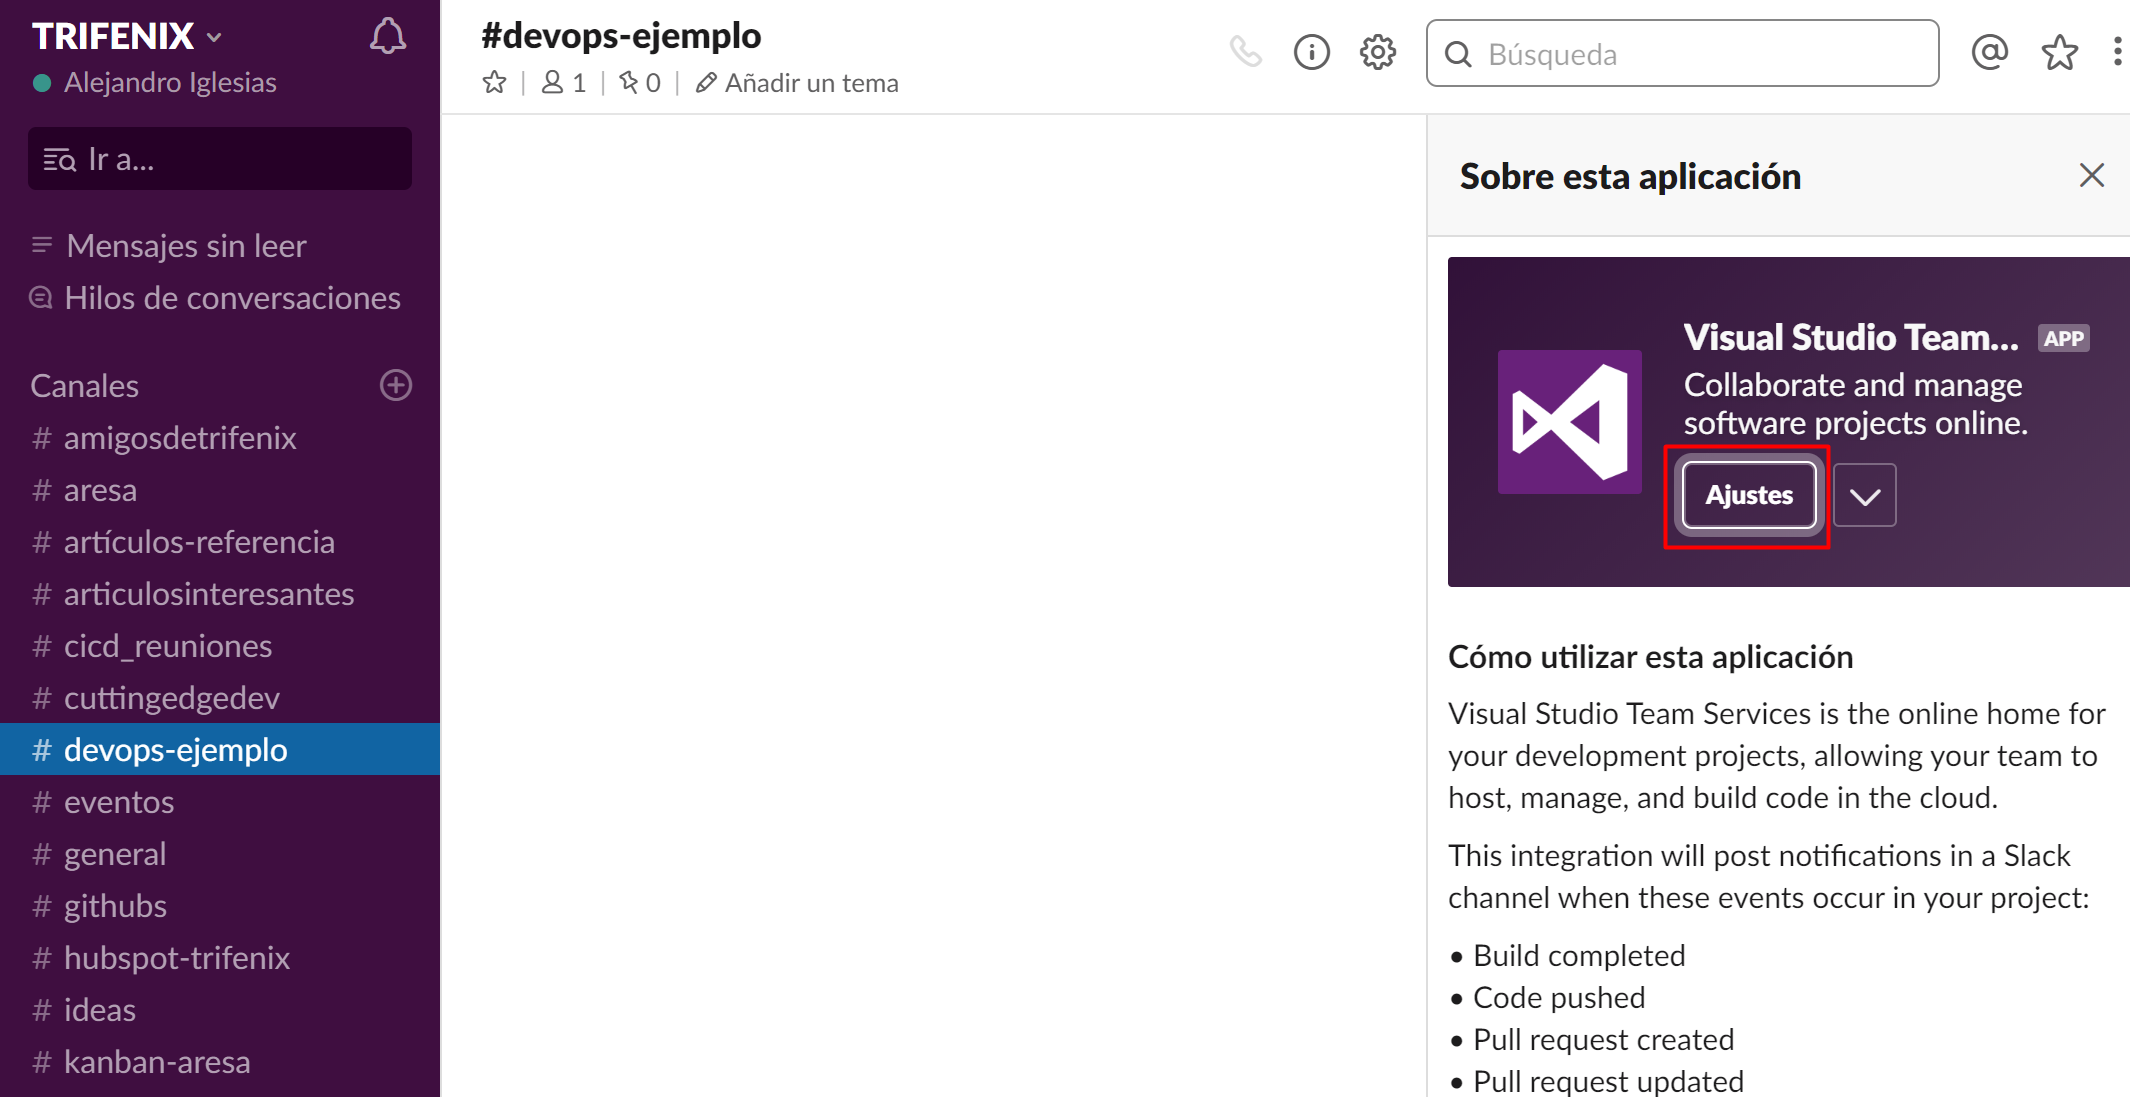 TRIFENIX
Alejandro Iglesias
Ir a...
Mensajes sin leer
Hilos de conversaciones
Canales
# amigosdetrifenix
# aresa
# artículos-referencia
# articulosinteresantes
# cicd_reuniones
# cuttingedgedev
# devops-ejemplo
# eventos
# general
# githubs
# hubspot-trifenix
# ideas
# kanban-aresa
#devops-ejemplo
1 | 0 | Añadir un tema
Búsqueda
Sobre esta aplicación
Visual Studio Team... APP
Collaborate and manage
software projects online.
Ajustes
Cómo utilizar esta aplicación
Visual Studio Team Services is the online home for
your development projects, allowing your team to
host, manage, and build code in the cloud.
This integration will post notifications in a Slack
channel when these events occur in your project:
• Build completed
• Code pushed
• Pull request created
• Pull request updated